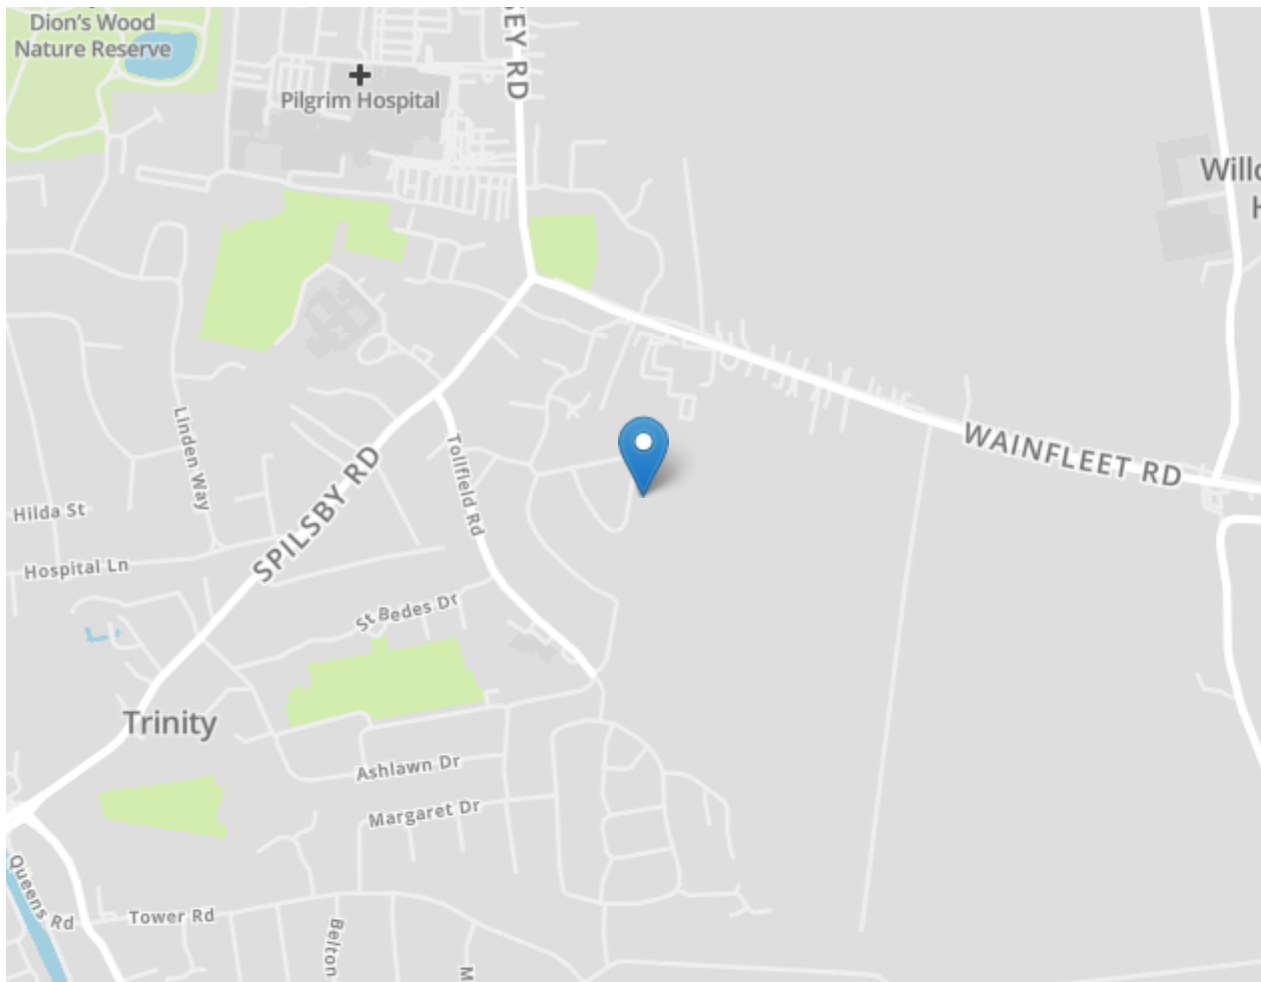 Dion's Wood
Nature Reserve
SEY RD
Pilgrim Hospital
Linden Way
WAINFLEET RD
Tollfield Rd
SPILSBY RD
Hilda St
Hospital Ln
St Bedes Dr
Trinity
Ashlawn Dr
Margaret Dr
Queens Rd
Tower Rd
Belton